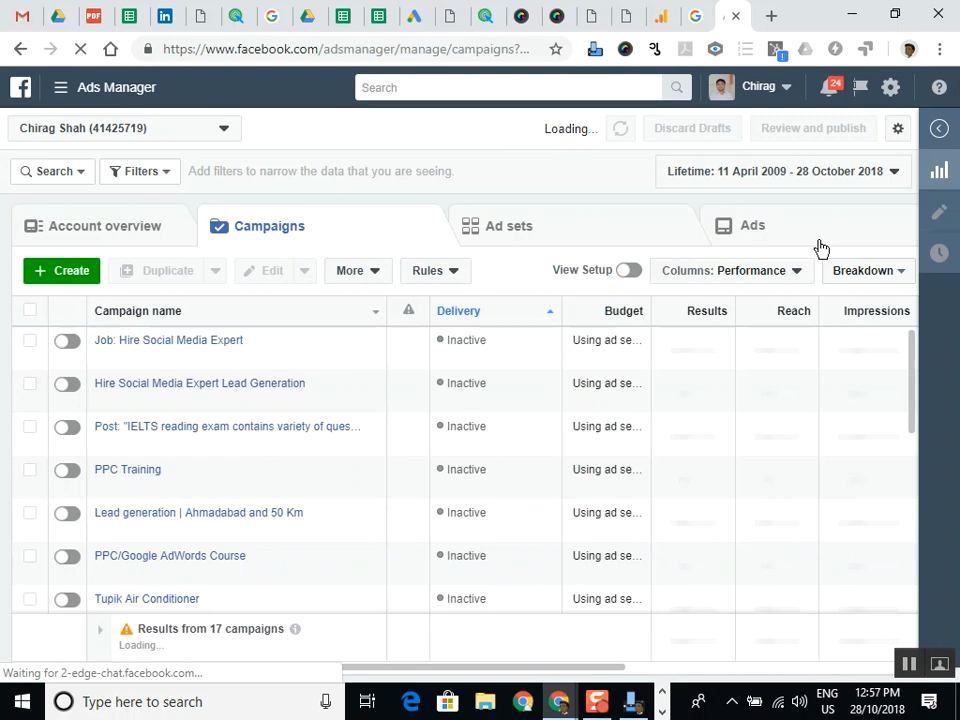 https://www.facebook.com/adsmanager/manage/campaigns?...
Ads Manager
Search
Chirag
24
Chirag Shah (41425719)
Loading...
Discard Drafts
Review and publish
Search
Filters
Add filters to narrow the data that you are seeing.
Lifetime: 11 April 2009 - 28 October 2018
Account overview
Campaigns
Ad sets
Ads
+ Create
Duplicate
Edit
More
Rules
View Setup
Columns: Performance
Breakdown
Campaign name
Delivery
Budget
Results
Reach
Impressions
Job: Hire Social Media Expert
Inactive
Using ad se...
Hire Social Media Expert Lead Generation
Inactive
Using ad se...
Post: "IELTS reading exam contains variety of ques...
Inactive
Using ad se...
PPC Training
Inactive
Using ad se...
Lead generation | Ahmadabad and 50 Km
Inactive
Using ad se...
PPC/Google AdWords Course
Inactive
Using ad se...
Tupik Air Conditioner
Inactive
Using ad se...
Results from 17 campaigns
Loading...
Waiting for 2-edge-chat.facebook.com...
Type here to search
ENG
US
12:57 PM
28/10/2018